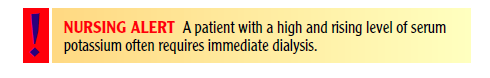 !
NURSING ALERT A patient with a high and rising level of serum
potassium often requires immediate dialysis.